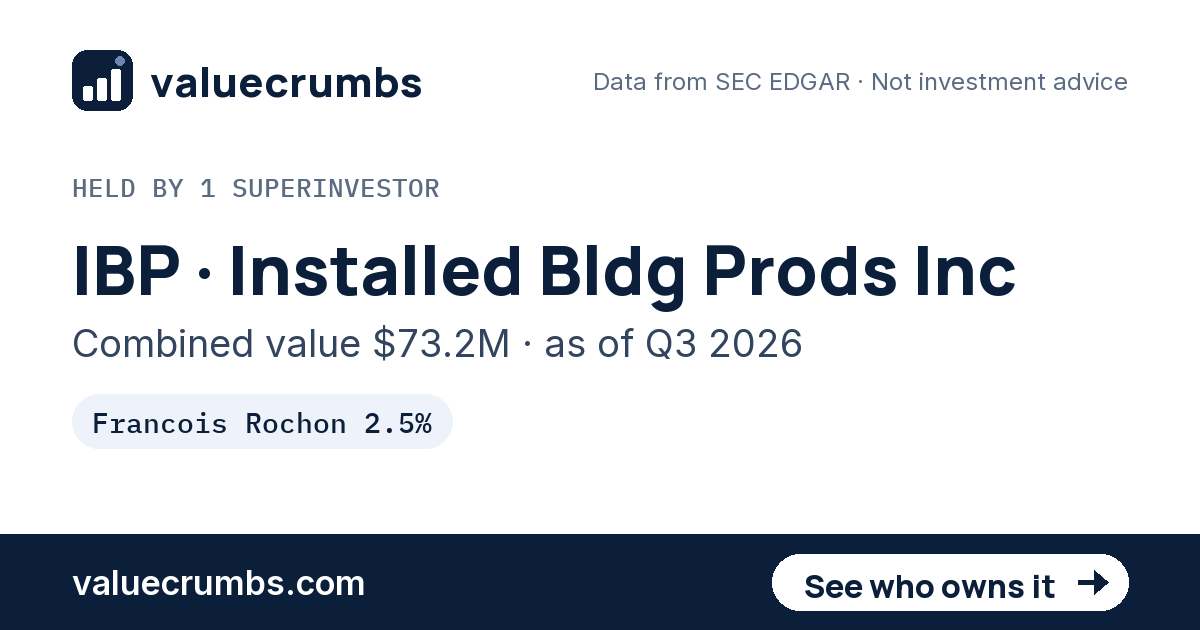 valuecrumbs
Data from SEC EDGAR · Not investment advice
HELD BY 1 SUPERINVESTOR
IBP · Installed Bldg Prods Inc
Combined value $73.2M · as of Q3 2026
Francois Rochon 2.5%
valuecrumbs.com
See who owns it →